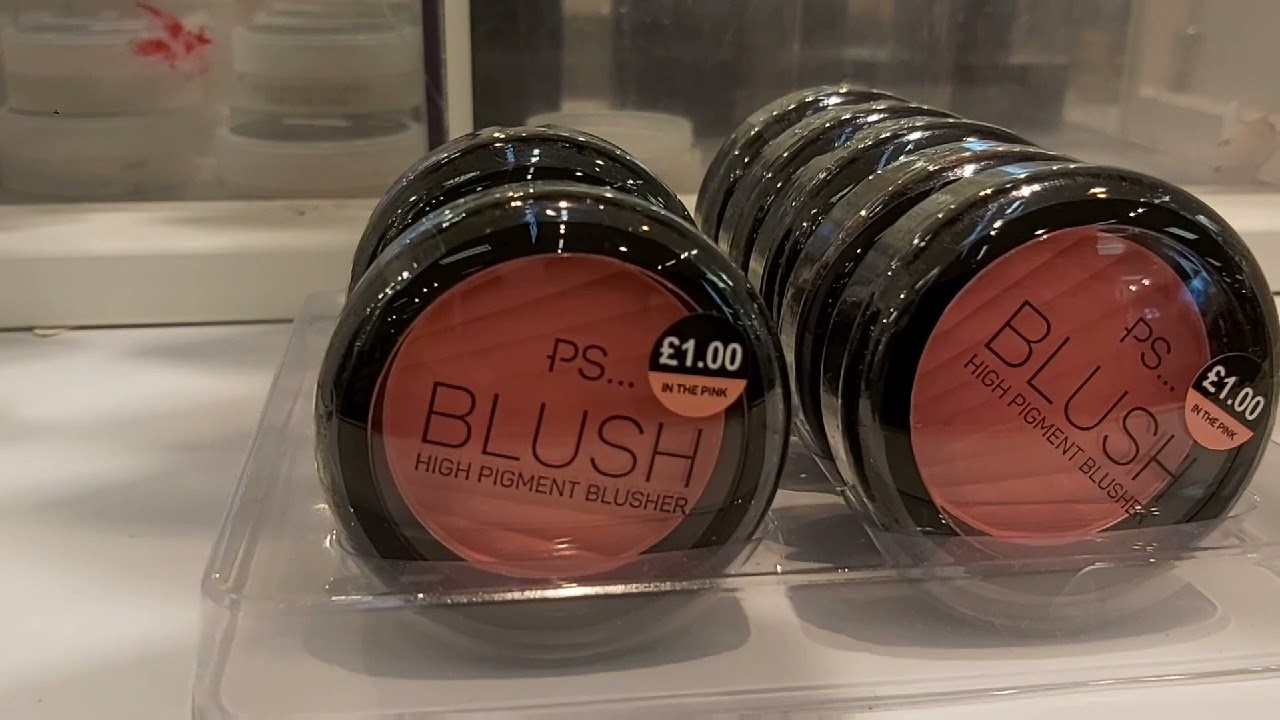 PS...
BLUSH
HIGH PIGMENT BLUSHER
£1.00
IN THE PINK
PS...
BLUSH
HIGH PIGMENT BLUSHER
£1.00
IN THE PINK